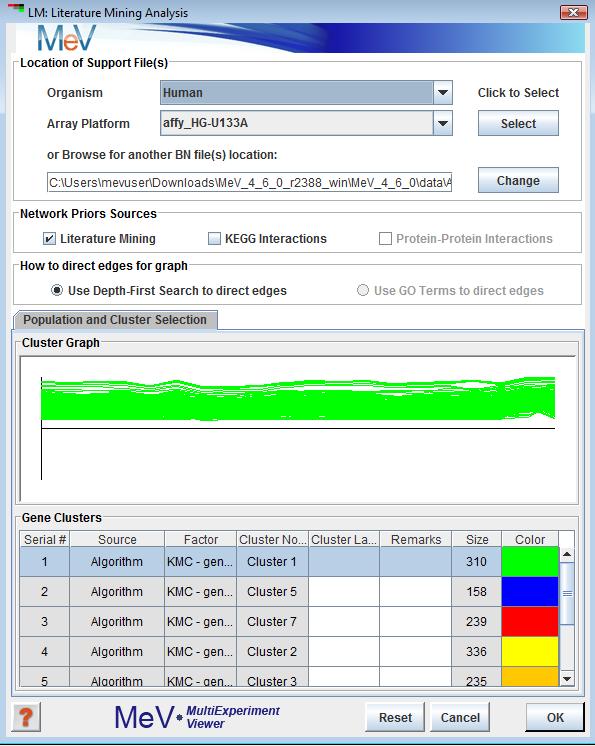 LM: Literature Mining Analysis
MeV
Location of Support File(s)
Organism Human Click to Select
Array Platform affy_HG-U133A Select
or Browse for another BN file(s) location:
C:\Users\mevuser\Downloads\MeV_4_6_0_r2388_win\MeV_4_6_0\data\A Change
Network Priors Sources
Literature Mining KEGG Interactions Protein-Protein Interactions
How to direct edges for graph
Use Depth-First Search to direct edges Use GO Terms to direct edges
Population and Cluster Selection
Cluster Graph
Gene Clusters
Serial # Source Factor Cluster No... Cluster La... Remarks Size Color
1 Algorithm KMC - gen... Cluster 1 310
2 Algorithm KMC - gen... Cluster 5 158
3 Algorithm KMC - gen... Cluster 7 239
4 Algorithm KMC - gen... Cluster 2 336
5 Algorithm KMC - gen... Cluster 3 235
? MeV MultiExperiment Viewer Reset Cancel OK